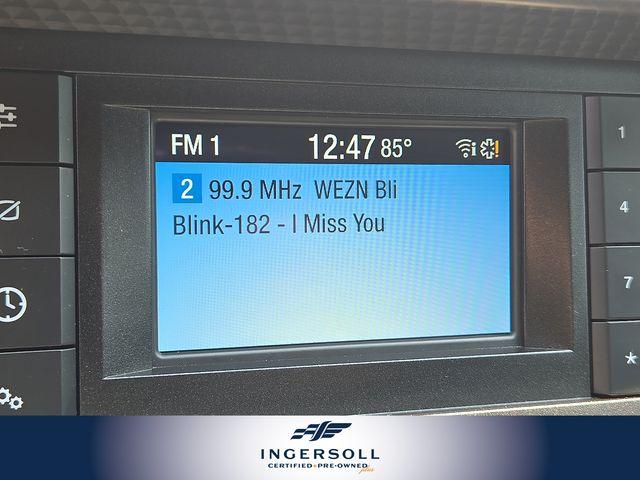 FM 1 12:47 85°
2 99.9 MHz WEZN Bli
Blink-182 - I Miss You
1
4
7
*
INGERSOLL
CERTIFIED • PRE-OWNED plus